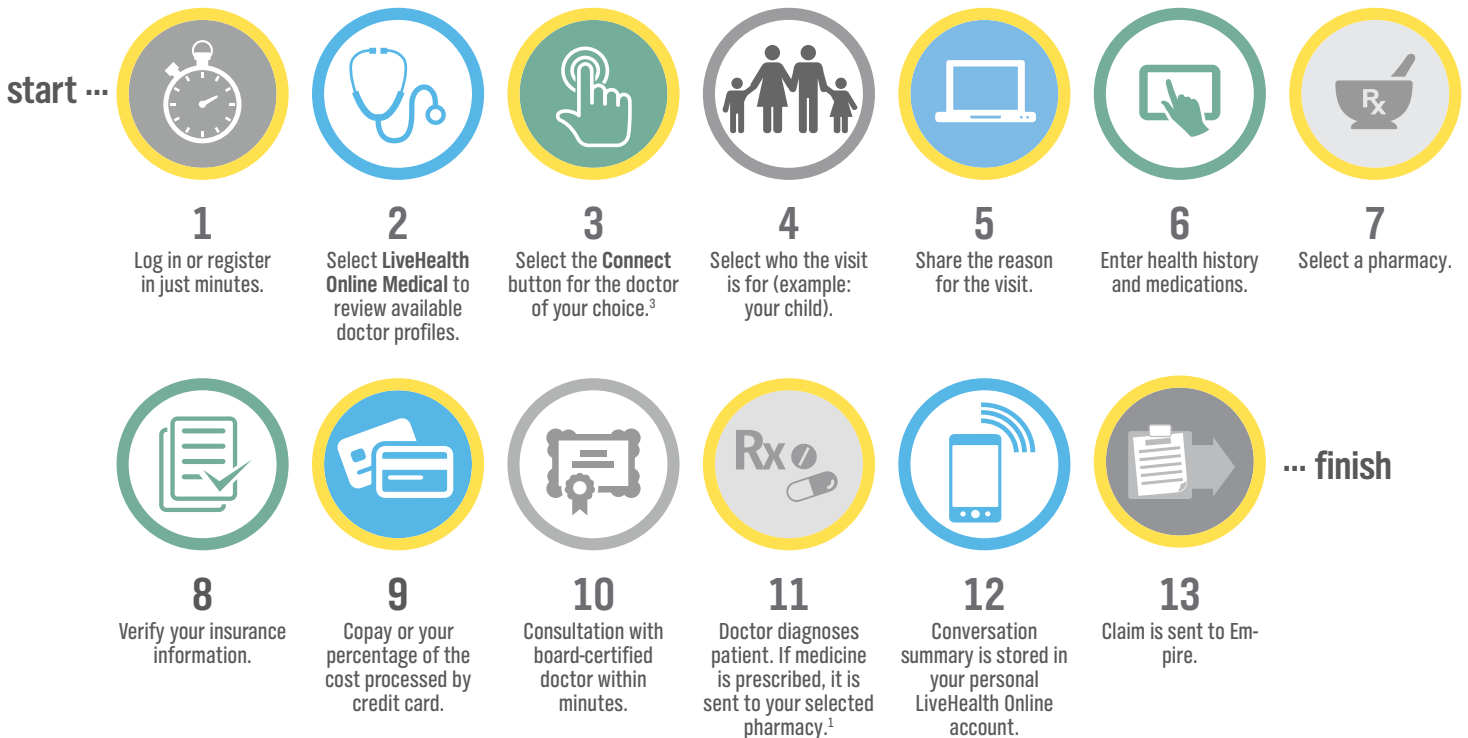 start ...
1
Log in or register
in just minutes.
2
Select LiveHealth
Online Medical to
review available
doctor profiles.
3
Select the Connect
button for the doctor
of your choice.³
4
Select who the visit
is for (example:
your child).
5
Share the reason
for the visit.
6
Enter health history
and medications.
Rx
7
Select a pharmacy.
8
Verify your insurance
information.
9
Copay or your
percentage of the
cost processed by
credit card.
10
Consultation with
board-certified
doctor within
minutes.
Rx
11
Doctor diagnoses
patient. If medicine
is prescribed, it is
sent to your selected
pharmacy.¹
12
Conversation
summary is stored in
your personal
LiveHealth Online
account.
13
Claim is sent to Em-
pire.
... finish